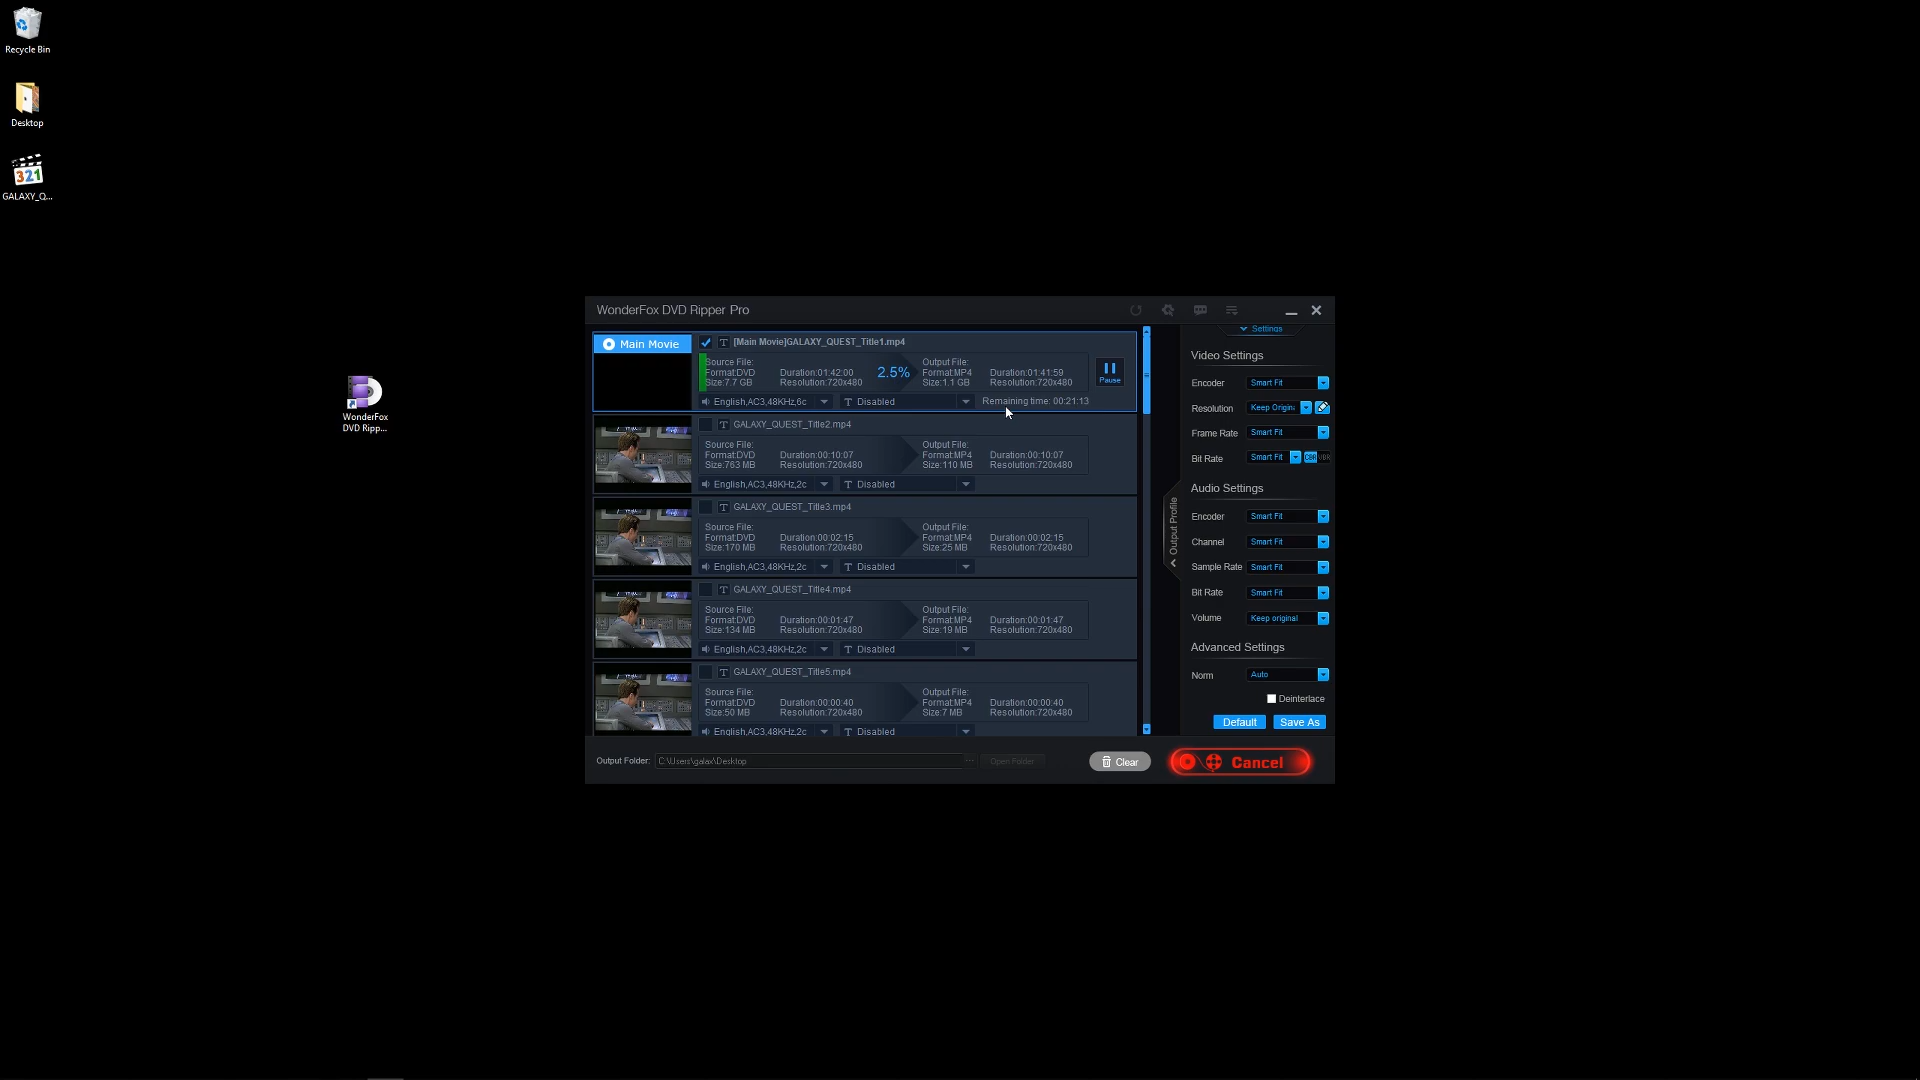 Recycle Bin
Desktop
GALAXY_Q...
WonderFox
DVD Ripp...
WonderFox DVD Ripper Pro
Main Movie
T [Main Movie]GALAXY_QUEST_Title1.mp4
Source File:
Format:DVD Duration:01:42:00
Size:7.7 GB Resolution:720x480
2.5%
Output File:
Format:MP4 Duration:01:41:59
Size:1.1 GB Resolution:720x480
Pause
English,AC3,48KHz,6c T Disabled Remaining time: 00:21:13
T GALAXY_QUEST_Title2.mp4
Source File:
Format:DVD Duration:00:10:07
Size:763 MB Resolution:720x480
Output File:
Format:MP4 Duration:00:10:07
Size:110 MB Resolution:720x480
English,AC3,48KHz,2c T Disabled
T GALAXY_QUEST_Title3.mp4
Source File:
Format:DVD Duration:00:02:15
Size:170 MB Resolution:720x480
Output File:
Format:MP4 Duration:00:02:15
Size:25 MB Resolution:720x480
English,AC3,48KHz,2c T Disabled
T GALAXY_QUEST_Title4.mp4
Source File:
Format:DVD Duration:00:01:47
Size:134 MB Resolution:720x480
Output File:
Format:MP4 Duration:00:01:47
Size:19 MB Resolution:720x480
English,AC3,48KHz,2c T Disabled
T GALAXY_QUEST_Title5.mp4
Source File:
Format:DVD Duration:00:00:40
Size:50 MB Resolution:720x480
Output File:
Format:MP4 Duration:00:00:40
Size:7 MB Resolution:720x480
English,AC3,48KHz,2c T Disabled
Output Profile
Settings
Video Settings
Encoder Smart Fit
Resolution Keep Origin
Frame Rate Smart Fit
Bit Rate Smart Fit CBR VBR
Audio Settings
Encoder Smart Fit
Channel Smart Fit
Sample Rate Smart Fit
Bit Rate Smart Fit
Volume Keep original
Advanced Settings
Norm Auto
Deinterlace
Default Save As
Output Folder: C:\Users\galax\Desktop ... Open Folder
Clear
Cancel